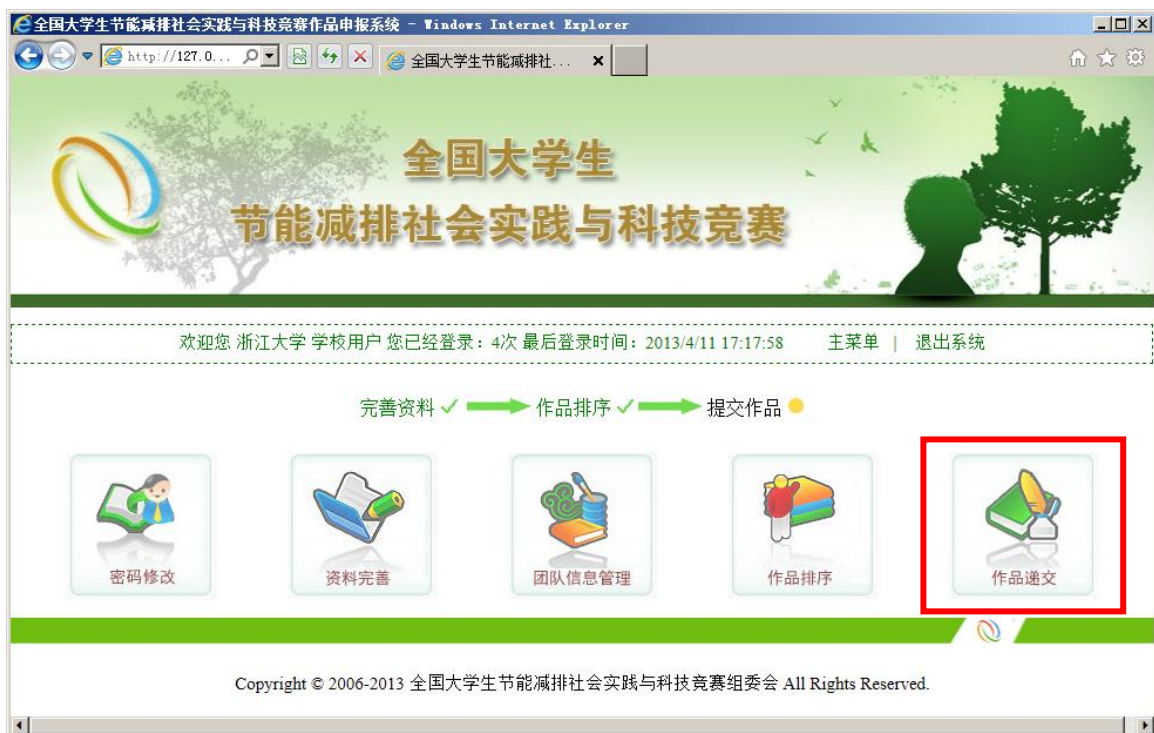 全国大学生节能减排社会实践与科技竞赛作品申报系统 - Windows Internet Explorer
http://127.0... 全国大学生节能减排社...
全国大学生
节能减排社会实践与科技竞赛
欢迎您 浙江大学 学校用户 您已经登录：4次 最后登录时间：2013/4/11 17:17:58 主菜单 | 退出系统
完善资料 作品排序 提交作品
密码修改 资料完善 团队信息管理 作品排序 作品递交
Copyright © 2006-2013 全国大学生节能减排社会实践与科技竞赛组委会 All Rights Reserved.